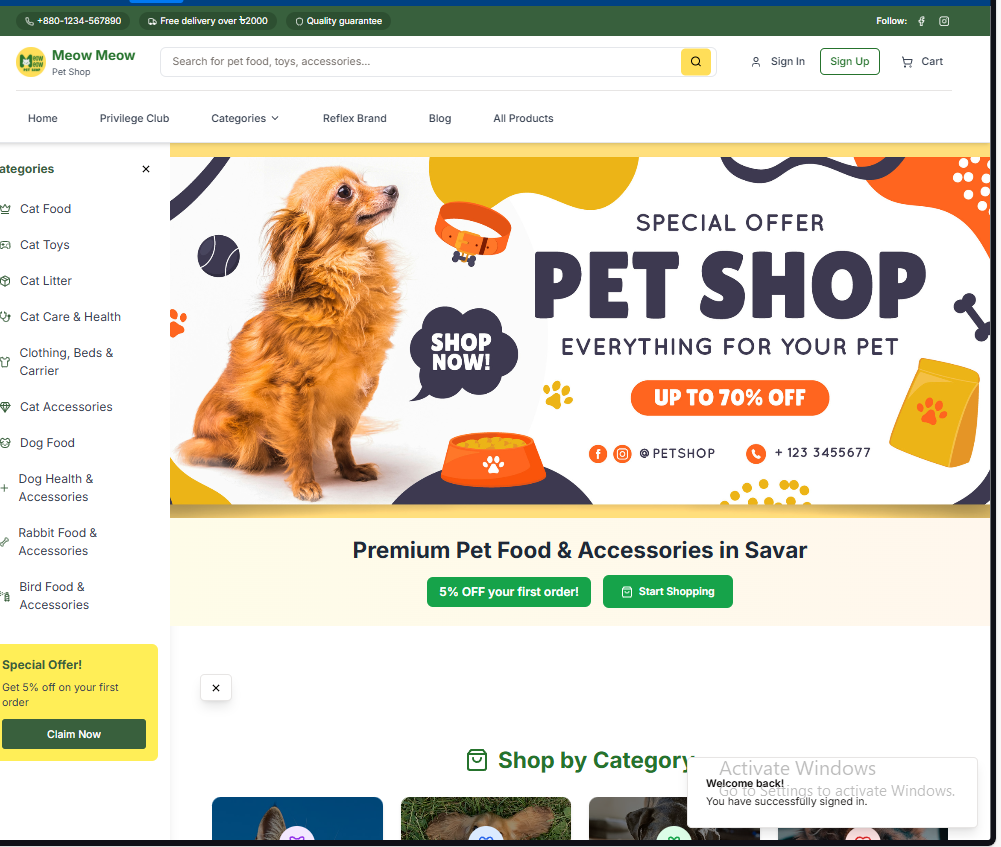 +880-1234-567890
Free delivery over ৳2000
Quality guarantee
Follow:
Meow Meow
Pet Shop
Search for pet food, toys, accessories...
Sign In
Sign Up
Cart
Home
Privilege Club
Categories
Reflex Brand
Blog
All Products
ategories
Cat Food
Cat Toys
Cat Litter
Cat Care & Health
Clothing, Beds &
Carrier
Cat Accessories
Dog Food
Dog Health &
Accessories
Rabbit Food &
Accessories
Bird Food &
Accessories
Special Offer!
Get 5% off on your first
order
Claim Now
SPECIAL OFFER
PET SHOP
EVERYTHING FOR YOUR PET
SHOP
NOW!
UP TO 70% OFF
@PETSHOP
+ 123 3455677
Premium Pet Food & Accessories in Savar
5% OFF your first order!
Start Shopping
Shop by Category
Activate Windows
Go to Settings to activate Windows.
Welcome back!
You have successfully signed in.